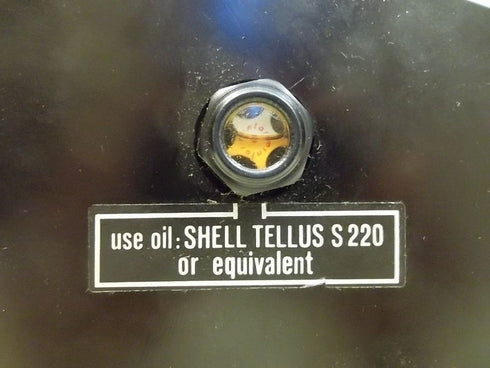 use oil: SHELL TELLUS S 220
or equivalent